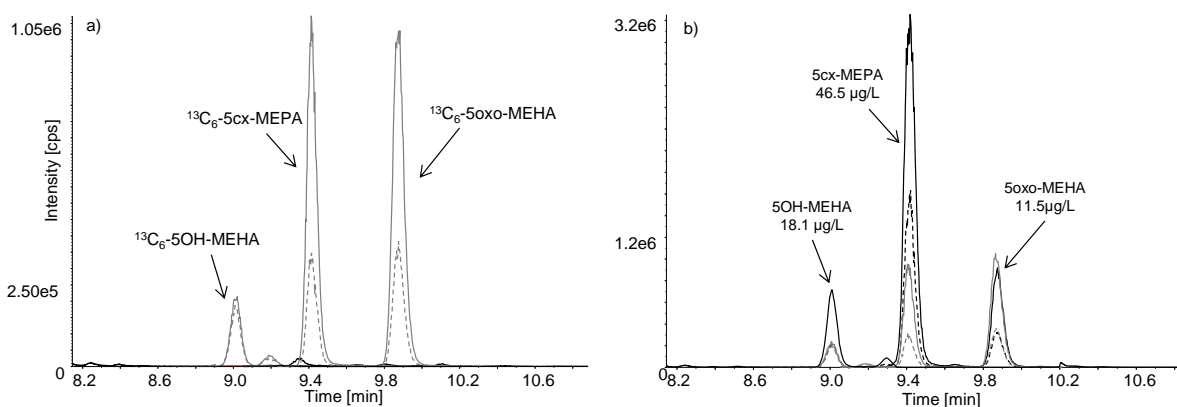 a)
1.05e6
2.50e5
0
Intensity [cps]
¹³C₆-5cx-MEPA
¹³C₆-5oxo-MEHA
¹³C₆-5OH-MEHA
8.2 8.6 9.0 9.4 9.8 10.2 10.6
Time [min]
b)
3.2e6
1.2e6
0
5cx-MEPA
46.5 µg/L
5OH-MEHA
18.1 µg/L
5oxo-MEHA
11.5µg/L
8.2 8.6 9.0 9.4 9.8 10.2 10.6
Time [min]